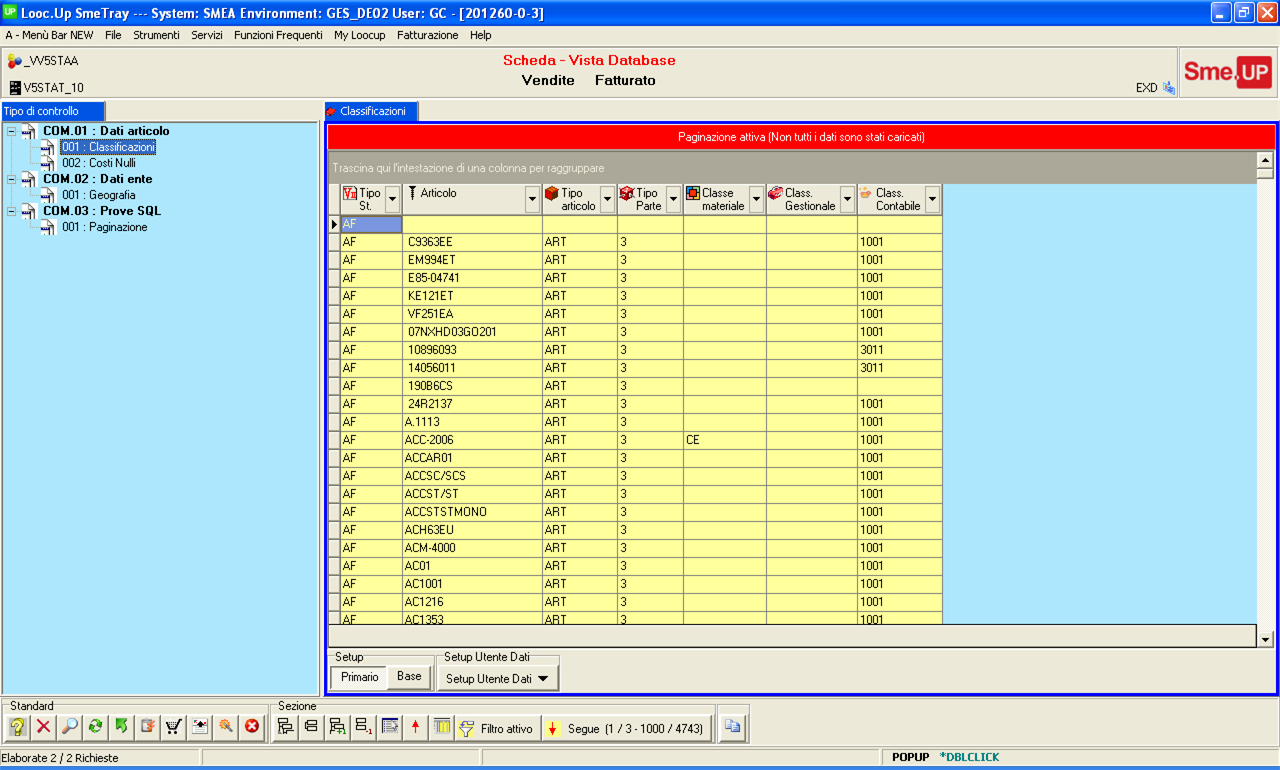 UP Looc.Up SmeTray --- System: SMEA Environment: GES_DE02 User: GC - [201260-0-3]
A - Menù Bar NEW File Strumenti Servizi Funzioni Frequenti My Loocup Fatturazione Help
_VV5STAA
Scheda - Vista Database
Vendite Fatturato
V5STAT_10
EXD
Sme.UP
Tipo di controllo
Classificazioni
COM.01 : Dati articolo
001 : Classificazioni
002 : Costi Nulli
COM.02 : Dati ente
001 : Geografia
COM.03 : Prove SQL
001 : Paginazione
Paginazione attiva (Non tutti i dati sono stati caricati)
Trascina qui l'intestazione di una colonna per raggruppare
Tipo St. Articolo Tipo articolo Tipo Parte Classe materiale Class. Gestionale Class. Contabile
AF
AF C9363EE ART 3 1001
AF EM994ET ART 3 1001
AF E85-04741 ART 3 1001
AF KE121ET ART 3 1001
AF VF251EA ART 3 1001
AF 07NXHD03GO201 ART 3 1001
AF 10896093 ART 3 3011
AF 14056011 ART 3 3011
AF 190B6CS ART 3
AF 24R2137 ART 3 1001
AF A.1113 ART 3 1001
AF ACC-2006 ART 3 CE 1001
AF ACCAR01 ART 3 1001
AF ACCSC/SCS ART 3 1001
AF ACCST/ST ART 3 1001
AF ACCSTSTMONO ART 3 1001
AF ACH63EU ART 3 1001
AF ACM-4000 ART 3 1001
AF AC01 ART 3 1001
AF AC1001 ART 3 1001
AF AC1216 ART 3 1001
AF AC1353 ART 3 1001
Setup
Primario Base
Setup Utente Dati
Setup Utente Dati
Standard
Sezione
Filtro attivo
Segue (1 / 3 - 1000 / 4743)
Elaborate 2 / 2 Richieste
POPUP *DBLCLICK